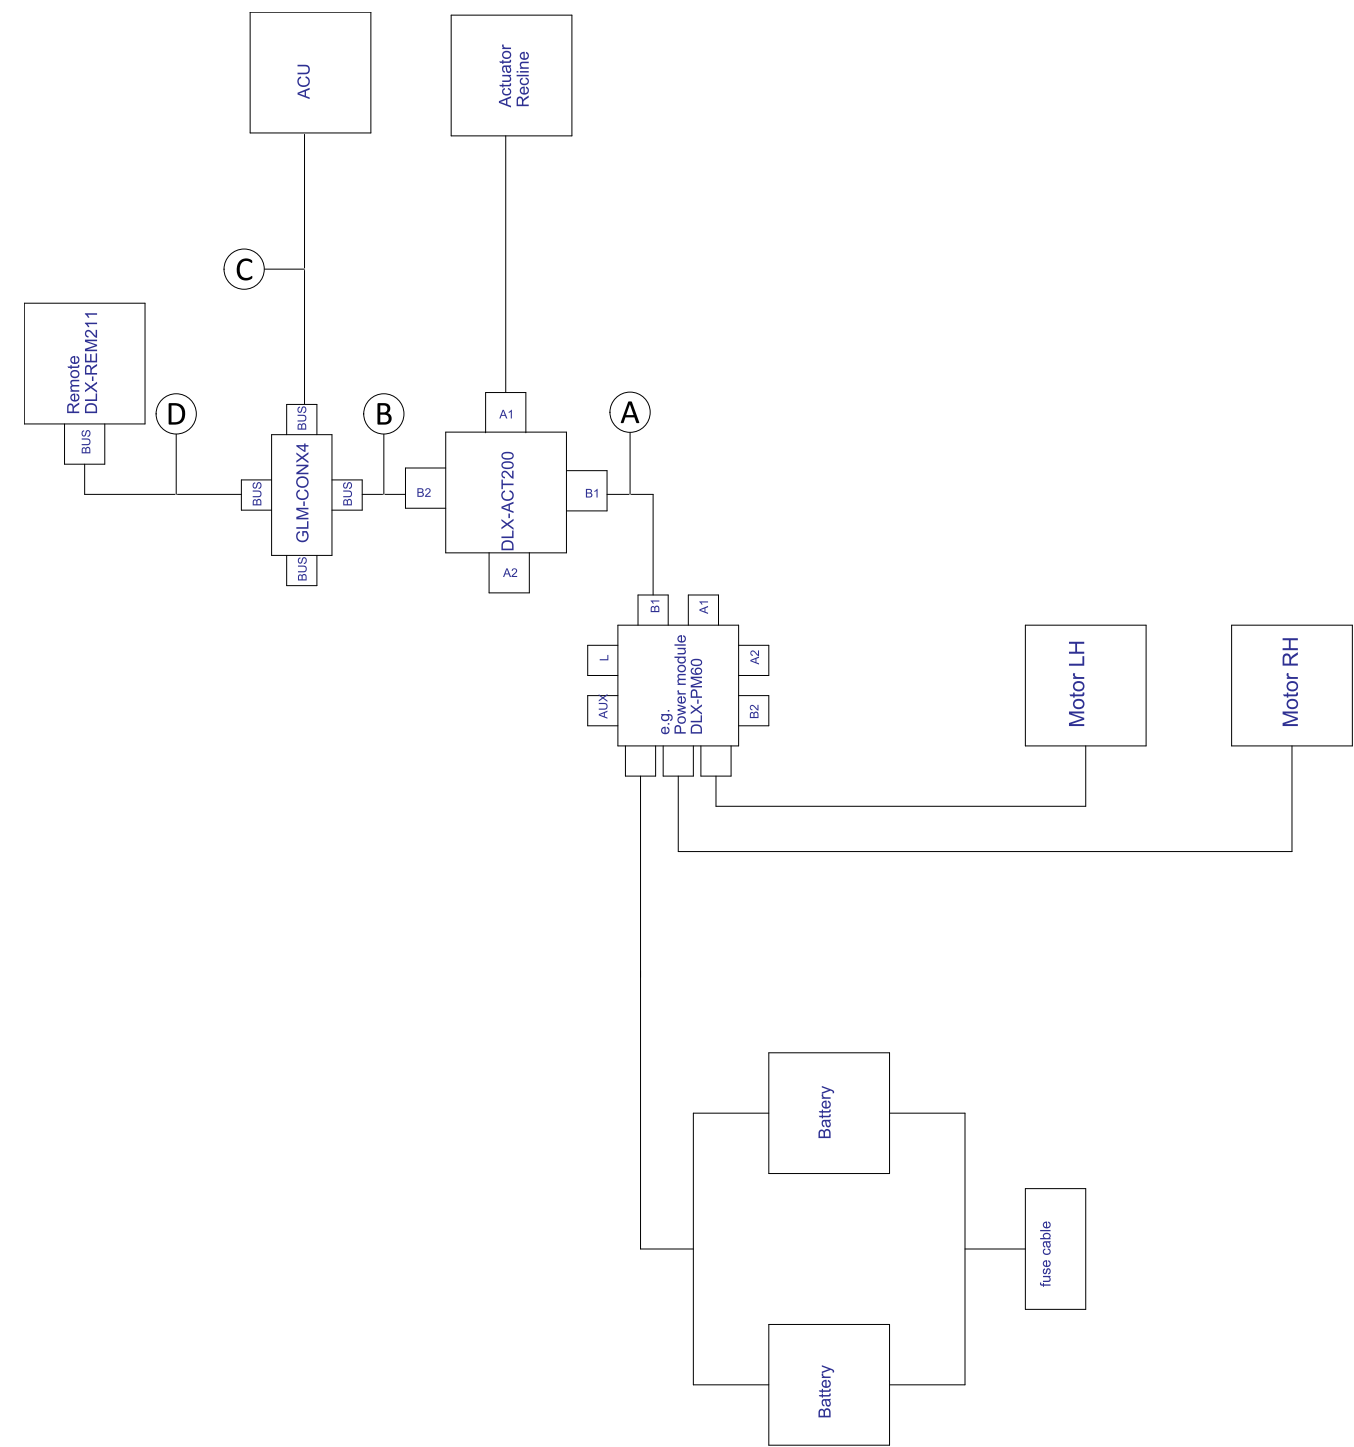 ACU
Actuator
Recline
C
Remote
DLX-REM211
BUS
D
BUS
BUS
GLM-CONX4
BUS
BUS
B
A1
B2
DLX-ACT200
B1
A2
A
B1
A1
L
AUX
e.g.
Power module
DLX-PM60
A2
B2
Motor LH
Motor RH
Battery
fuse cable
Battery